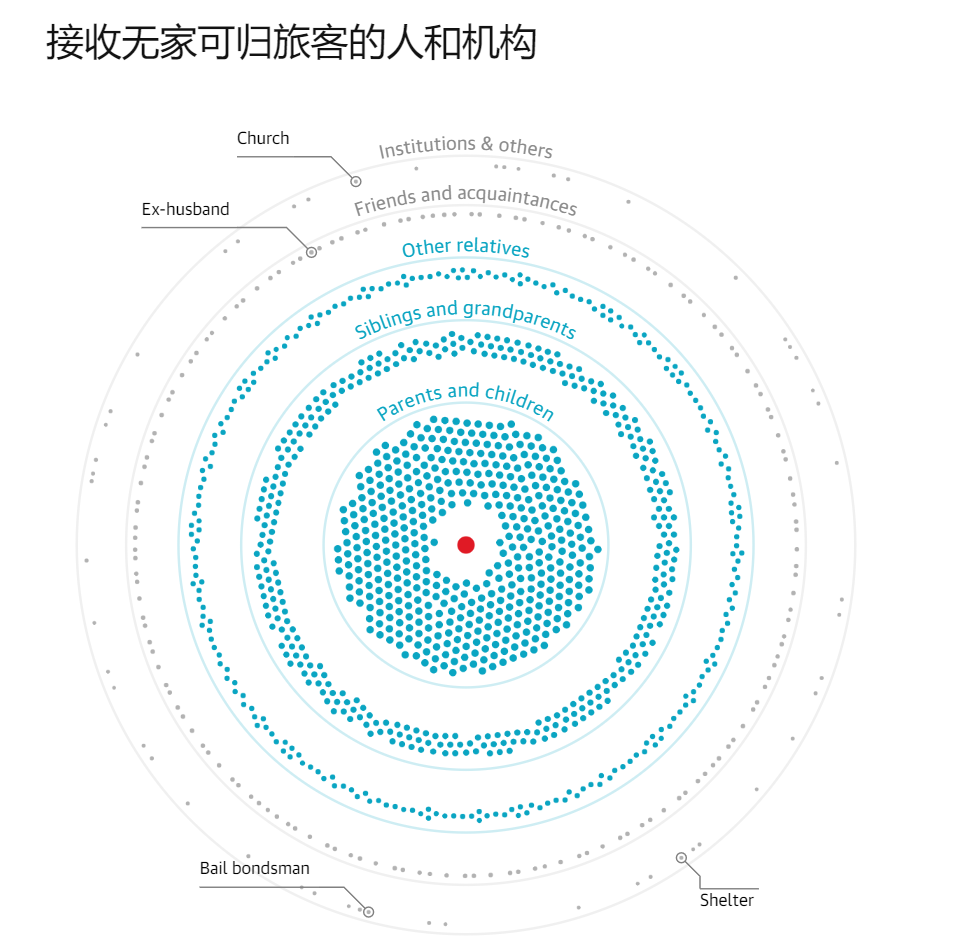 接收无家可归旅客的人和机构
Church
Institutions & others
Friends and acquaintances
Ex-husband
Other relatives
Siblings and grandparents
Parents and children
Bail bondsman
Shelter